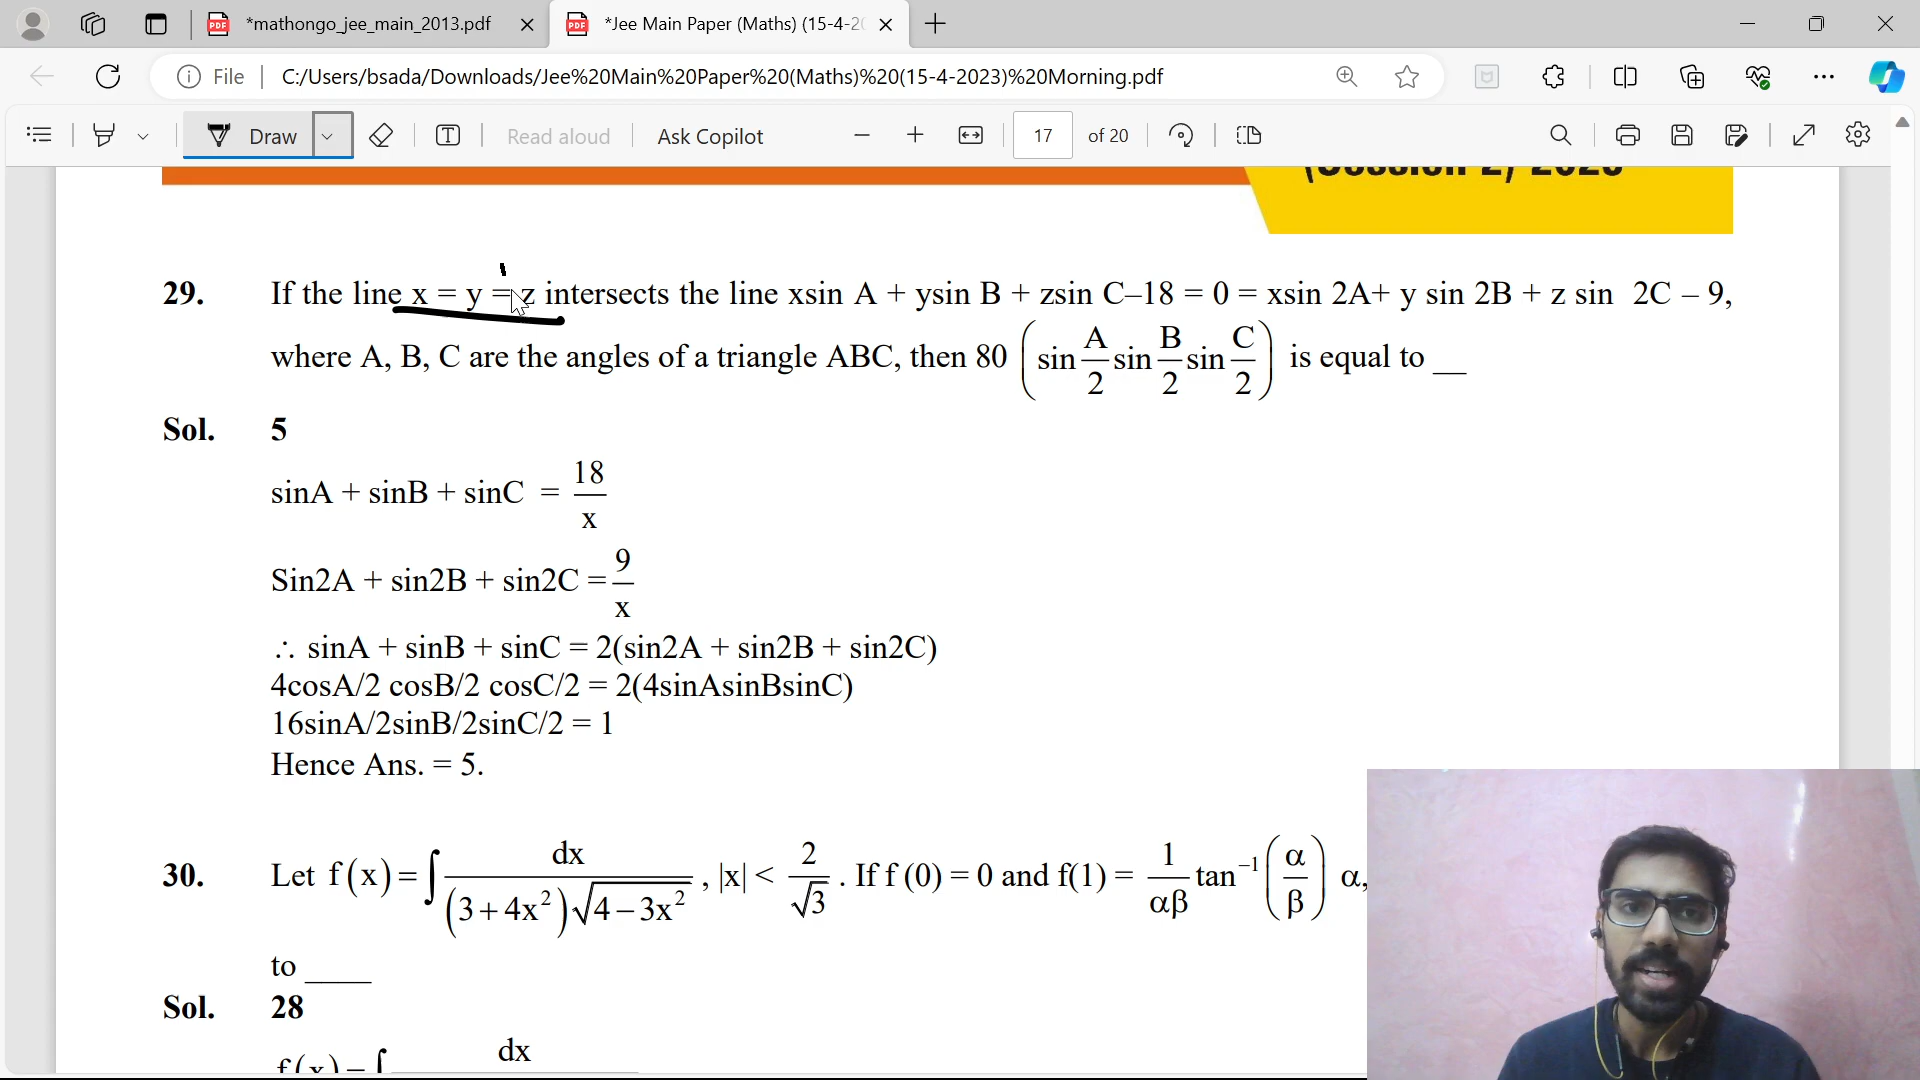 *mathongo_jee_main_2013.pdf
*Jee Main Paper (Maths) (15-4-20
File
C:/Users/bsada/Downloads/Jee%20Main%20Paper%20(Maths)%20(15-4-2023)%20Morning.pdf
Draw
Read aloud
Ask Copilot
17
of 20
(Session 2) 2023
29. If the line x = y = z intersects the line xsin A + ysin B + zsin C–18 = 0 = xsin 2A+ y sin 2B + z sin 2C – 9,
where A, B, C are the angles of a triangle ABC, then 80 (sin A/2 sin B/2 sin C/2) is equal to __
Sol. 5
sinA + sinB + sinC = 18/x
Sin2A + sin2B + sin2C = 9/x
∴ sinA + sinB + sinC = 2(sin2A + sin2B + sin2C)
4cosA/2 cosB/2 cosC/2 = 2(4sinAsinBsinC)
16sinA/2sinB/2sinC/2 = 1
Hence Ans. = 5.
30. Let f(x) = ∫ dx/((3+4x²)√(4–3x²)), |x| < 2/√3. If f (0) = 0 and f(1) = 1/αβ tan⁻¹(α/β) α,
to ____
Sol. 28
f(x) = ∫ dx